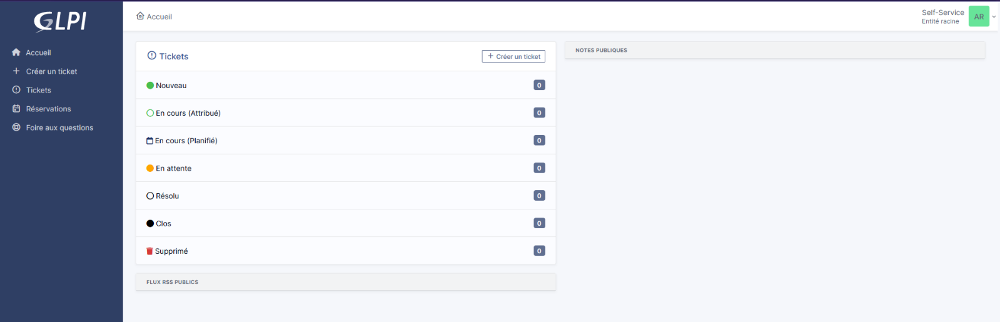 GLPI
Accueil
Créer un ticket
Tickets
Réservations
Foire aux questions
Accueil
Self-Service
Entité racine
AR
Tickets
Créer un ticket
Nouveau 0
En cours (Attribué) 0
En cours (Planifié) 0
En attente 0
Résolu 0
Clos 0
Supprimé 0
FLUX RSS PUBLICS
NOTES PUBLIQUES